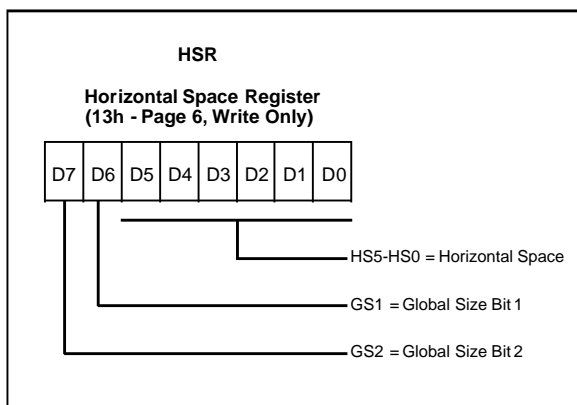 HSR
Horizontal Space Register
(13h - Page 6, Write Only)
D7 D6 D5 D4 D3 D2 D1 D0
HS5-HS0 = Horizontal Space
GS1 = Global Size Bit 1
GS2 = Global Size Bit 2